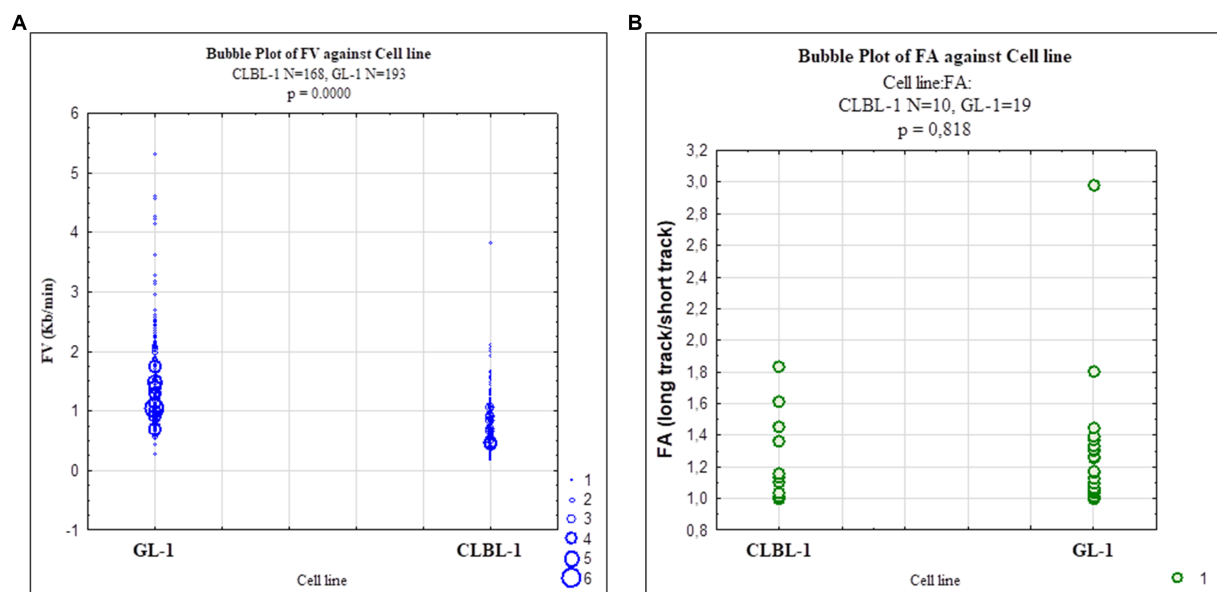 A
Bubble Plot of FV against Cell line
CLBL-1 N=168, GL-1 N=193
p = 0.0000
FV (Kb/min)
6
5
4
3
2
1
0
-1
GL-1
CLBL-1
Cell line
1
2
3
4
5
6
B
Bubble Plot of FA against Cell line
Cell line:FA:
CLBL-1 N=10, GL-1=19
p = 0,818
FA (long track/short track)
3,2
3,0
2,8
2,6
2,4
2,2
2,0
1,8
1,6
1,4
1,2
1,0
0,8
CLBL-1
GL-1
Cell line
1